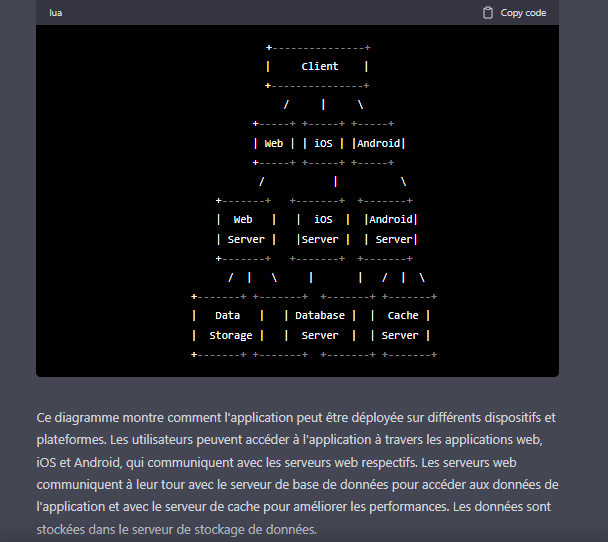 lua Copy code
+---------------+
|     Client    |
+---------------+
/     |     \
+-----+ +-----+ +-----+
| Web | | iOS | |Android|
+-----+ +-----+ +-----+
/           |          \
+-------+   +-------+  +-------+
|  Web   |   |  iOS  |  |Android|
| Server |   |Server |  | Server|
+-------+   +-------+  +-------+
/  |   \     |       |   /  |  \
+-------+ +-------+  +-------+ +-------+
|   Data   |   | Database |  |  Cache |
|  Storage |   |  Server  |  | Server |
+-------+ +-------+  +-------+ +-------+
Ce diagramme montre comment l'application peut être déployée sur différents dispositifs et
plateformes. Les utilisateurs peuvent accéder à l'application à travers les applications web,
iOS et Android, qui communiquent avec les serveurs web respectifs. Les serveurs web
communiquent à leur tour avec le serveur de base de données pour accéder aux données de
l'application et avec le serveur de cache pour améliorer les performances. Les données sont
stockées dans le serveur de stockage de données.